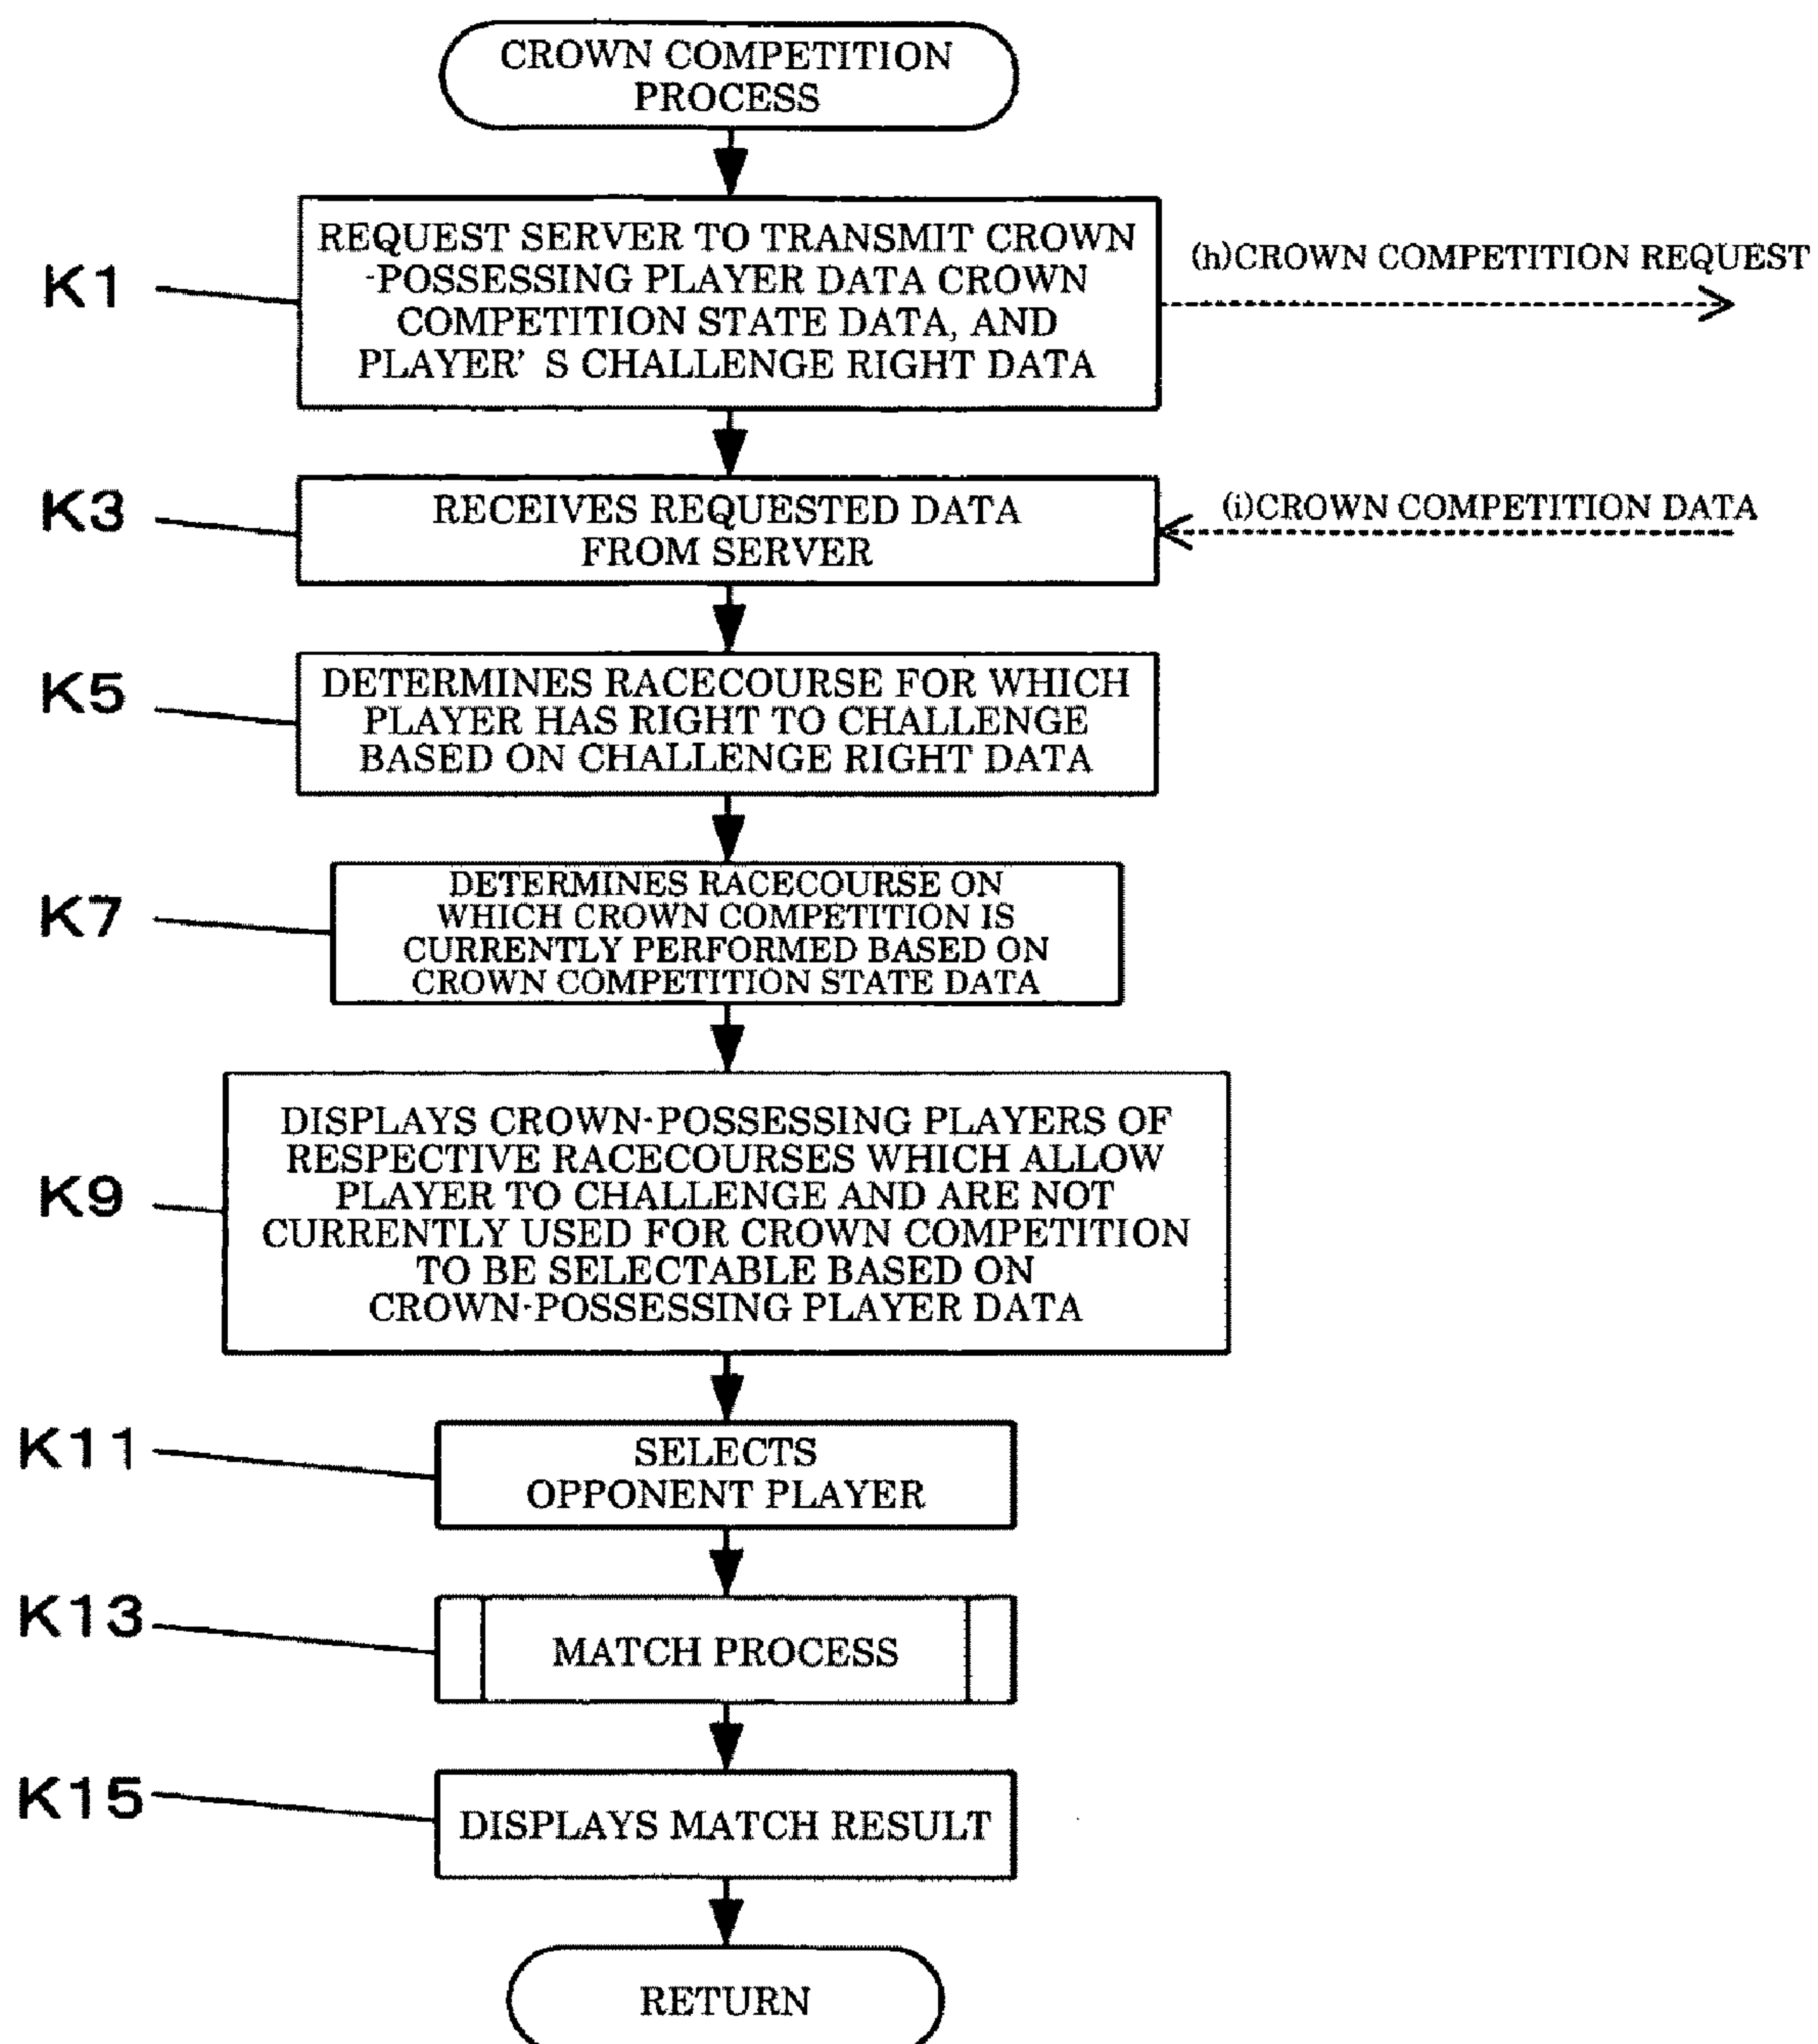 CROWN COMPETITION
PROCESS
K1
REQUEST SERVER TO TRANSMIT CROWN
-POSSESSING PLAYER DATA CROWN
COMPETITION STATE DATA, AND
PLAYER' S CHALLENGE RIGHT DATA
(h)CROWN COMPETITION REQUEST
K3
RECEIVES REQUESTED DATA
FROM SERVER
(i)CROWN COMPETITION DATA
K5
DETERMINES RACECOURSE FOR WHICH
PLAYER HAS RIGHT TO CHALLENGE
BASED ON CHALLENGE RIGHT DATA
K7
DETERMINES RACECOURSE ON
WHICH CROWN COMPETITION IS
CURRENTLY PERFORMED BASED ON
CROWN COMPETITION STATE DATA
K9
DISPLAYS CROWN-POSSESSING PLAYERS OF
RESPECTIVE RACECOURSES WHICH ALLOW
PLAYER TO CHALLENGE AND ARE NOT
CURRENTLY USED FOR CROWN COMPETITION
TO BE SELECTABLE BASED ON
CROWN-POSSESSING PLAYER DATA
K11
SELECTS
OPPONENT PLAYER
K13
MATCH PROCESS
K15
DISPLAYS MATCH RESULT
RETURN